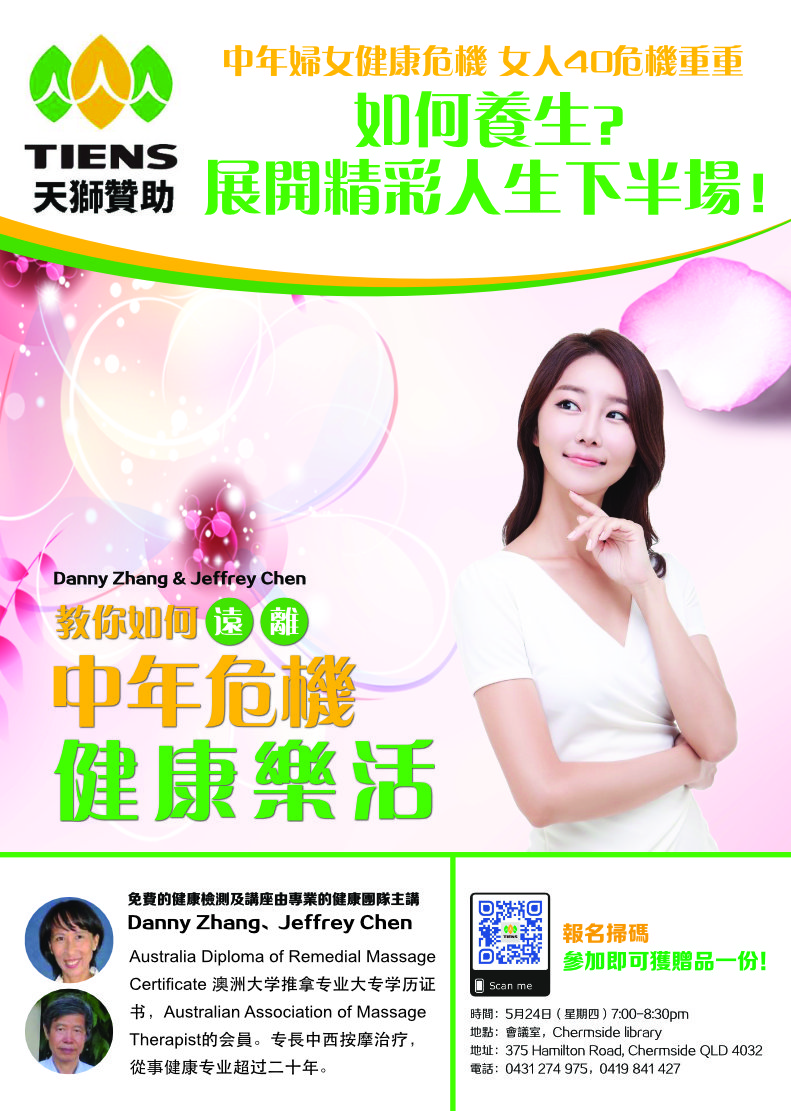 TIENS
天獅贊助
中年婦女健康危機 女人40危機重重
如何養生?
展開精彩人生下半場!
Danny Zhang & Jeffrey Chen
教你如何遠離
中年危機
健康樂活
免費的健康檢測及講座由專業的健康團隊主講
Danny Zhang、Jeffrey Chen
Australia Diploma of Remedial Massage
Certificate 澳洲大学推拿专业大专学历证
书，Australian Association of Massage
Therapist的会員。专長中西按摩治疗，
從事健康专业超过二十年。
TIENS
Scan me
報名掃碼
參加即可獲贈品一份!
時間：5月24日（星期四）7:00-8:30pm
地點：會議室，Chermside library
地址：375 Hamilton Road, Chermside QLD 4032
電話：0431 274 975，0419 841 427